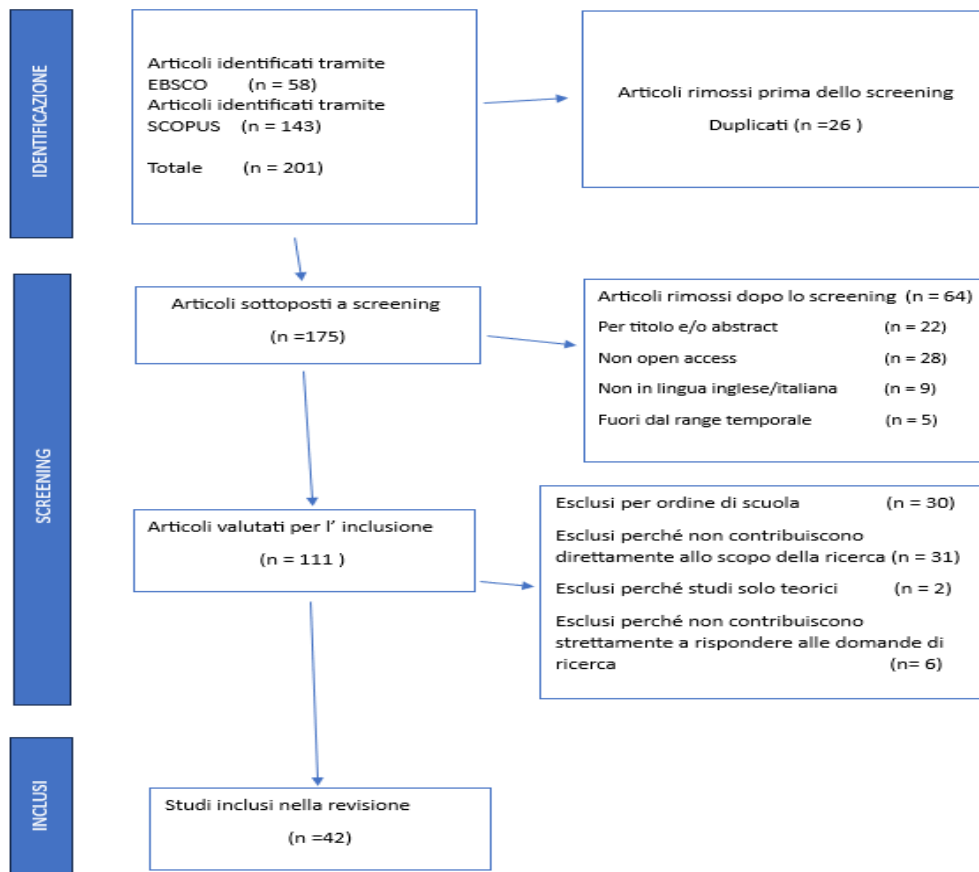 IDENTIFICAZIONE
Articoli identificati tramite
EBSCO (n = 58)
Articoli identificati tramite
SCOPUS (n = 143)
Totale (n = 201)
Articoli rimossi prima dello screening
Duplicati (n =26 )
SCREENING
Articoli sottoposti a screening
(n =175)
Articoli rimossi dopo lo screening (n = 64)
Per titolo e/o abstract (n = 22)
Non open access (n = 28)
Non in lingua inglese/italiana (n = 9)
Fuori dal range temporale (n = 5)
Articoli valutati per l' inclusione
(n = 111 )
Esclusi per ordine di scuola (n = 30)
Esclusi perché non contribuiscono
direttamente allo scopo della ricerca (n = 31)
Esclusi perché studi solo teorici (n = 2)
Esclusi perché non contribuiscono
strettamente a rispondere alle domande di
ricerca (n= 6)
INCLUSI
Studi inclusi nella revisione
(n =42)